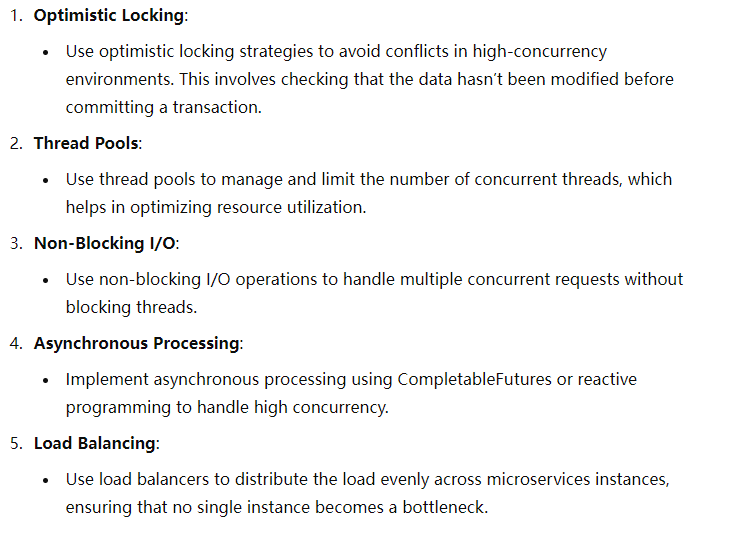 1. Optimistic Locking:
• Use optimistic locking strategies to avoid conflicts in high-concurrency
environments. This involves checking that the data hasn't been modified before
committing a transaction.
2. Thread Pools:
• Use thread pools to manage and limit the number of concurrent threads, which
helps in optimizing resource utilization.
3. Non-Blocking I/O:
• Use non-blocking I/O operations to handle multiple concurrent requests without
blocking threads.
4. Asynchronous Processing:
• Implement asynchronous processing using CompletableFutures or reactive
programming to handle high concurrency.
5. Load Balancing:
• Use load balancers to distribute the load evenly across microservices instances,
ensuring that no single instance becomes a bottleneck.